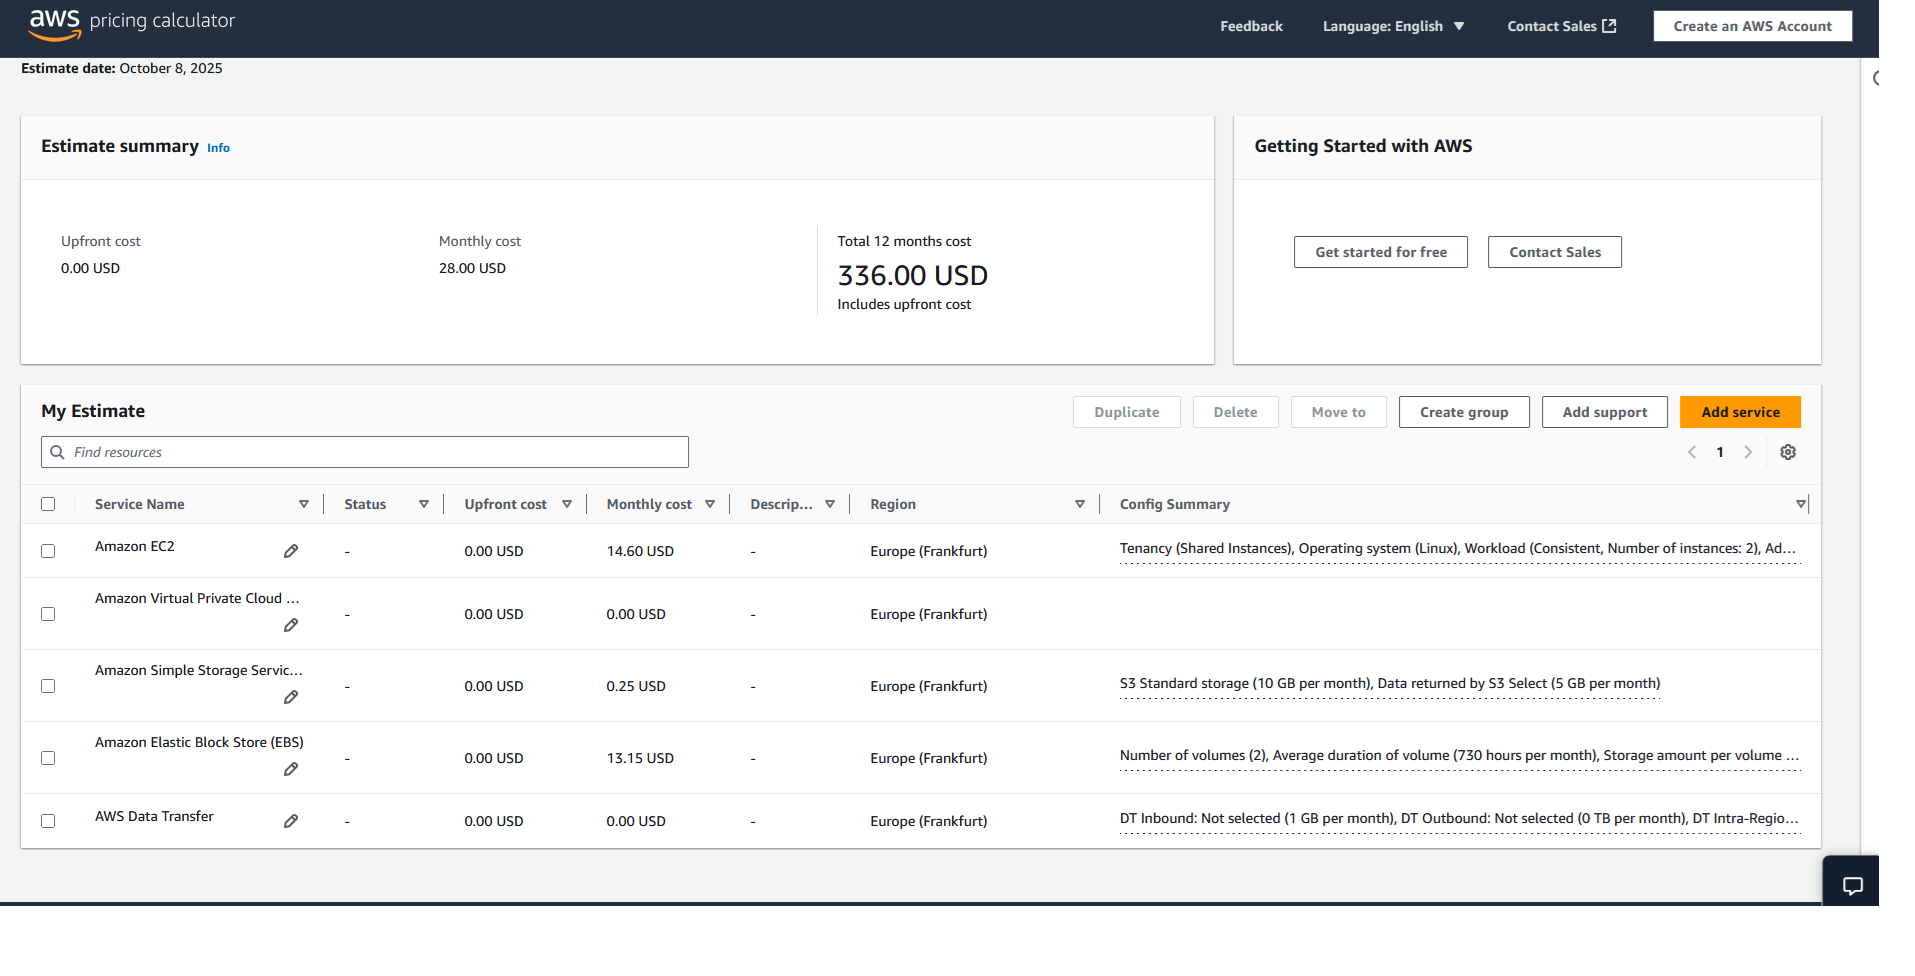 aws pricing calculator
Feedback
Language: English
Contact Sales
Create an AWS Account
Estimate date: October 8, 2025
Estimate summary Info
Upfront cost
0.00 USD
Monthly cost
28.00 USD
Total 12 months cost
336.00 USD
Includes upfront cost
Getting Started with AWS
Get started for free
Contact Sales
My Estimate
Duplicate
Delete
Move to
Create group
Add support
Add service
Find resources
1
Service Name Status Upfront cost Monthly cost Descrip... Region Config Summary
Amazon EC2 - 0.00 USD 14.60 USD - Europe (Frankfurt) Tenancy (Shared Instances), Operating system (Linux), Workload (Consistent, Number of instances: 2), Ad...
Amazon Virtual Private Cloud ... - 0.00 USD 0.00 USD - Europe (Frankfurt)
Amazon Simple Storage Servic... - 0.00 USD 0.25 USD - Europe (Frankfurt) S3 Standard storage (10 GB per month), Data returned by S3 Select (5 GB per month)
Amazon Elastic Block Store (EBS) - 0.00 USD 13.15 USD - Europe (Frankfurt) Number of volumes (2), Average duration of volume (730 hours per month), Storage amount per volume ...
AWS Data Transfer - 0.00 USD 0.00 USD - Europe (Frankfurt) DT Inbound: Not selected (1 GB per month), DT Outbound: Not selected (0 TB per month), DT Intra-Regio...